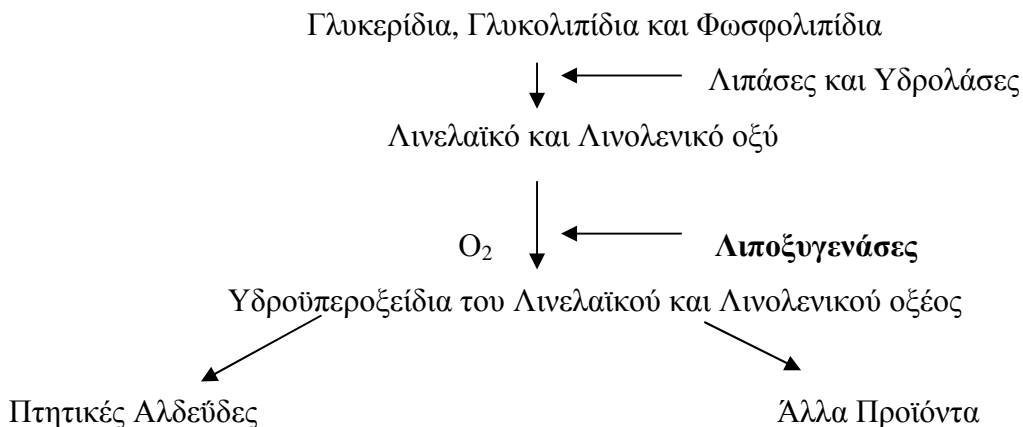 Γλυκερίδια, Γλυκολιπίδια και Φωσφολιπίδια
Λιπάσες και Υδρολάσες
Λινελαϊκό και Λινολενικό οξύ
O2
Λιποξυγενάσες
Υδροϋπεροξείδια του Λινελαϊκού και Λινολενικού οξέος
Πτητικές Αλδεΰδες
Άλλα Προϊόντα